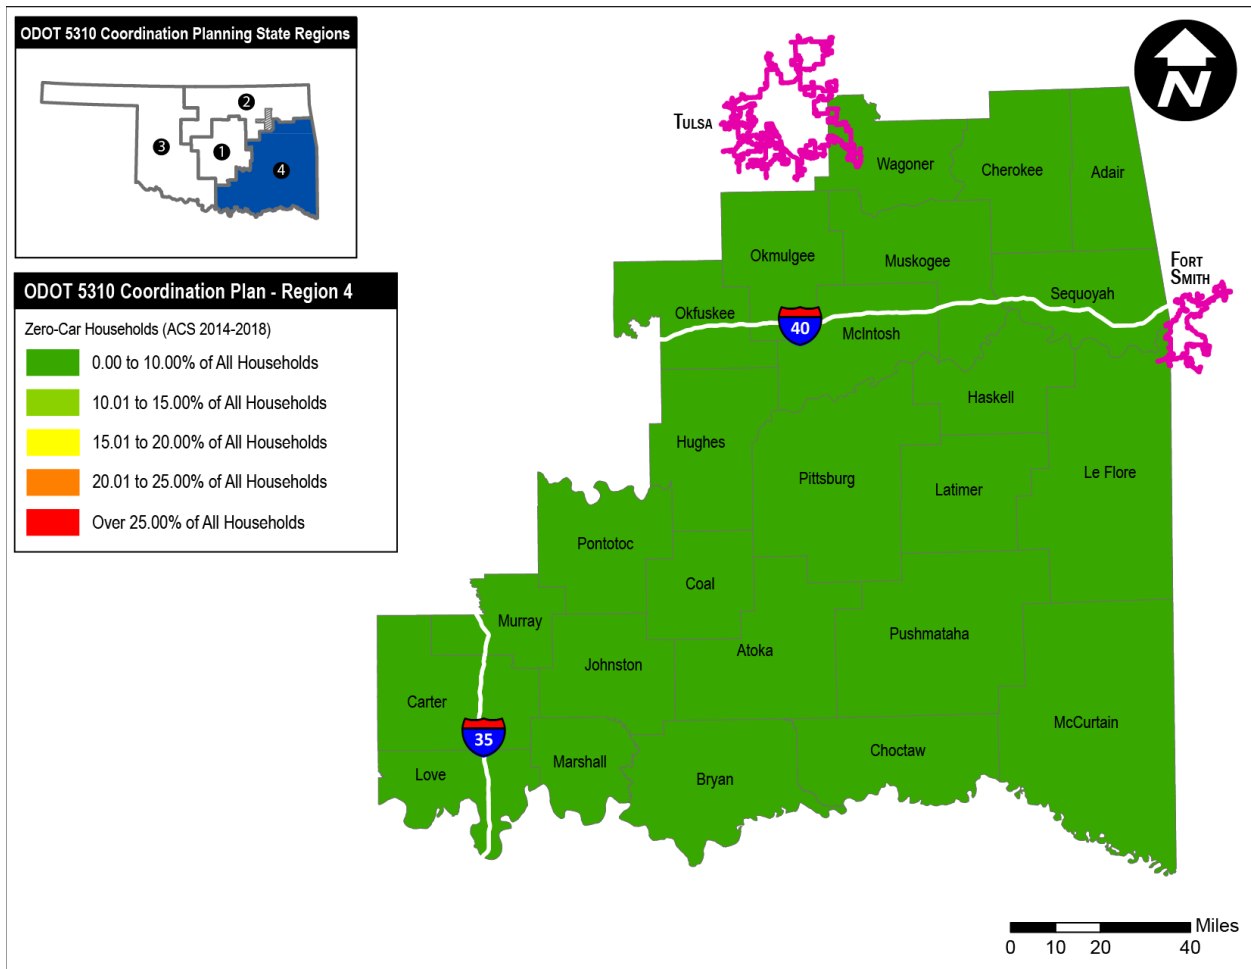 ODOT 5310 Coordination Planning State Regions
2
3
1
4
N
TULSA
Wagoner
Cherokee
Adair
Okmulgee
Muskogee
FORT
SMITH
Sequoyah
ODOT 5310 Coordination Plan - Region 4
Zero-Car Households (ACS 2014-2018)
0.00 to 10.00% of All Households
10.01 to 15.00% of All Households
15.01 to 20.00% of All Households
20.01 to 25.00% of All Households
Over 25.00% of All Households
Okfuskee
40
McIntosh
Haskell
Hughes
Pittsburg
Latimer
Le Flore
Pontotoc
Coal
Murray
Pushmataha
Atoka
Johnston
Carter
McCurtain
35
Choctaw
Marshall
Love
Bryan
Miles
0 10 20 40